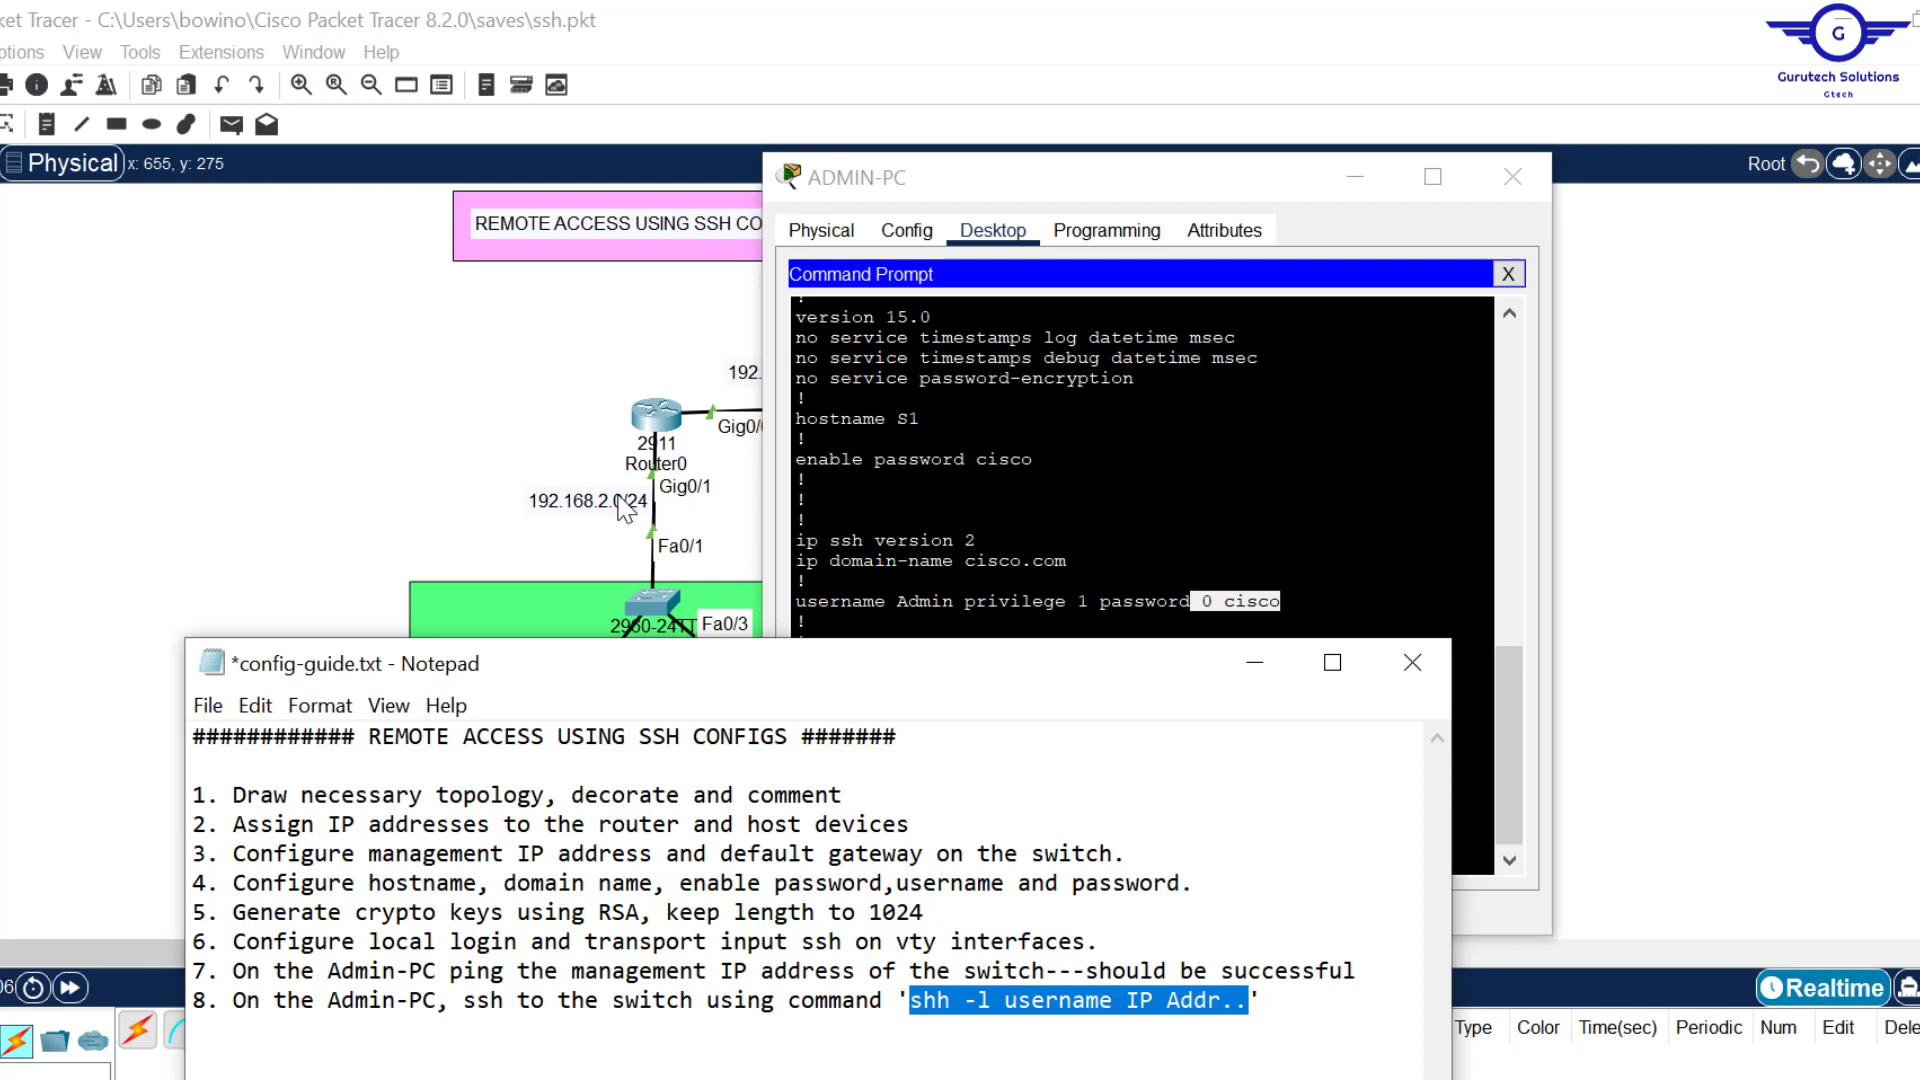 ket Tracer - C:\Users\bowino\Cisco Packet Tracer 8.2.0\saves\ssh.pkt
ptions View Tools Extensions Window Help
G
Gurutech Solutions
Gtech
Physical x: 655, y: 275
Root
REMOTE ACCESS USING SSH CO
192.
Gig0/
2911
Router0
Gig0/1
192.168.2.0/24
Fa0/1
2960-24TT
Fa0/3
ADMIN-PC
Physical Config Desktop Programming Attributes
Command Prompt X
!
version 15.0
no service timestamps log datetime msec
no service timestamps debug datetime msec
no service password-encryption
!
hostname S1
!
enable password cisco
!
!
!
ip ssh version 2
ip domain-name cisco.com
!
username Admin privilege 1 password 0 cisco
!
*config-guide.txt - Notepad
File Edit Format View Help
############ REMOTE ACCESS USING SSH CONFIGS #######
1. Draw necessary topology, decorate and comment
2. Assign IP addresses to the router and host devices
3. Configure management IP address and default gateway on the switch.
4. Configure hostname, domain name, enable password,username and password.
5. Generate crypto keys using RSA, keep length to 1024
6. Configure local login and transport input ssh on vty interfaces.
7. On the Admin-PC ping the management IP address of the switch---should be successful
8. On the Admin-PC, ssh to the switch using command 'shh -l username IP Addr..'
06
Realtime
Type Color Time(sec) Periodic Num Edit Dele